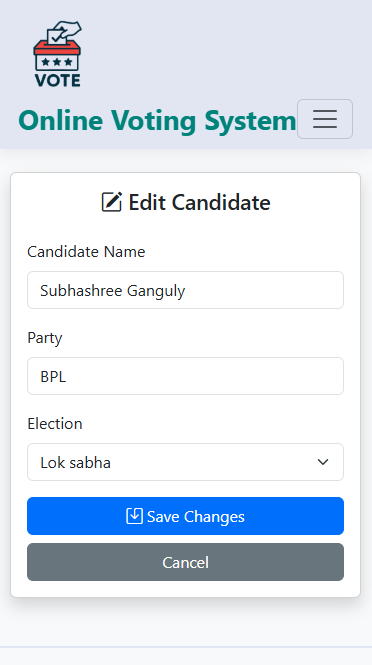 VOTE
Online Voting System
Edit Candidate
Candidate Name
Subhashree Ganguly
Party
BPL
Election
Lok sabha
Save Changes
Cancel